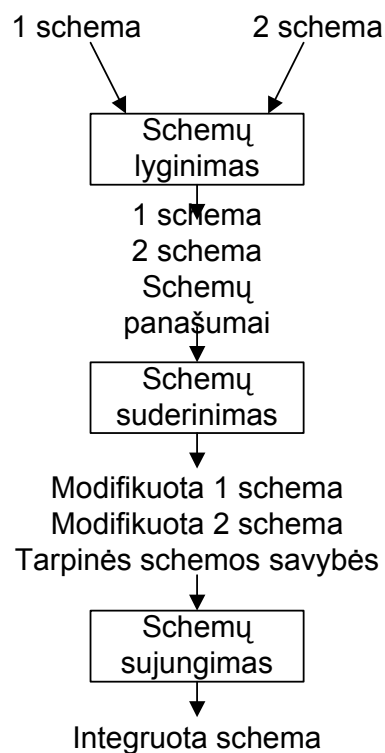 1 schema
2 schema
Schemų
lyginimas
1 schema
2 schema
Schemų
panašumai
Schemų
suderinimas
Modifikuota 1 schema
Modifikuota 2 schema
Tarpinės schemos savybės
Schemų
sujungimas
Integruota schema